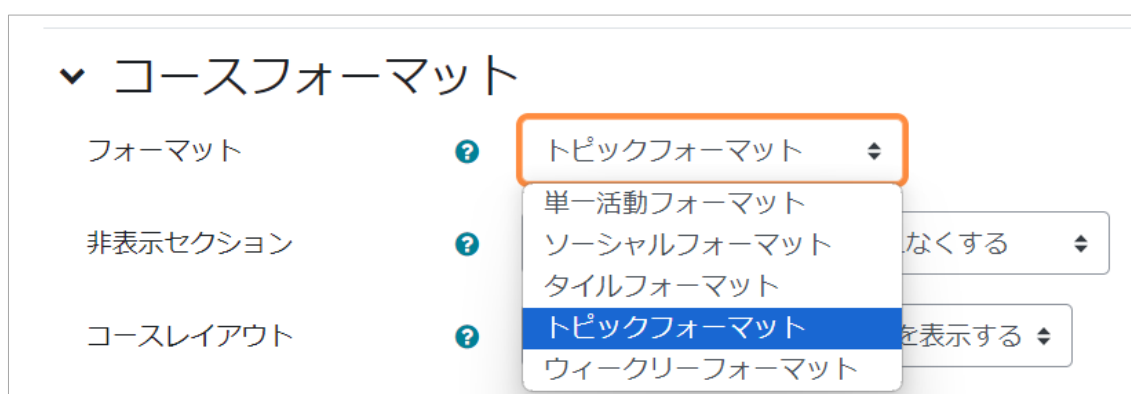 コースフォーマット
フォーマット
トピックフォーマット
単一活動フォーマット
非表示セクション
ソーシャルフォーマット
なくする
タイルフォーマット
コースレイアウト
トピックフォーマット
を表示する
ウィークリーフォーマット